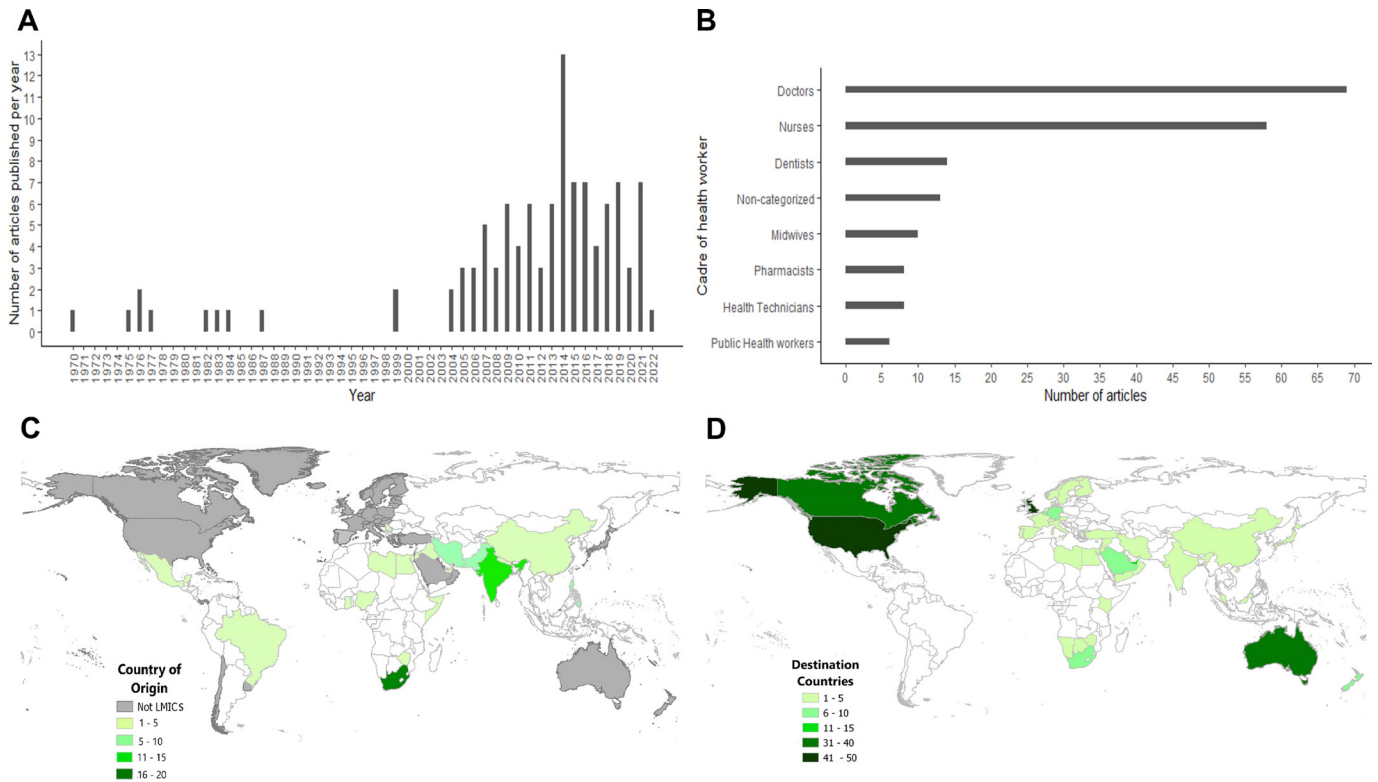 A
Number of articles published per year
13
12
11
10
9
8
7
6
5
4
3
2
1
0
1970
1971
1972
1973
1974
1975
1976
1977
1978
1979
1980
1981
1982
1983
1984
1985
1986
1987
1988
1989
1990
1991
1992
1993
1994
1995
1996
1997
1998
1999
2000
2001
2002
2003
2004
2005
2006
2007
2008
2009
2010
2011
2012
2013
2014
2015
2016
2017
2018
2019
2020
2021
2022
Year
B
Cadre of health worker
Doctors
Nurses
Dentists
Non-categorized
Midwives
Pharmacists
Health Technicians
Public Health workers
0 5 10 15 20 25 30 35 40 45 50 55 60 65 70
Number of articles
C
Country of
Origin
Not LMICs
1 - 5
5 - 10
11 - 15
16 - 20
D
Destination
Countries
1 - 5
6 - 10
11 - 15
31 - 40
41 - 50